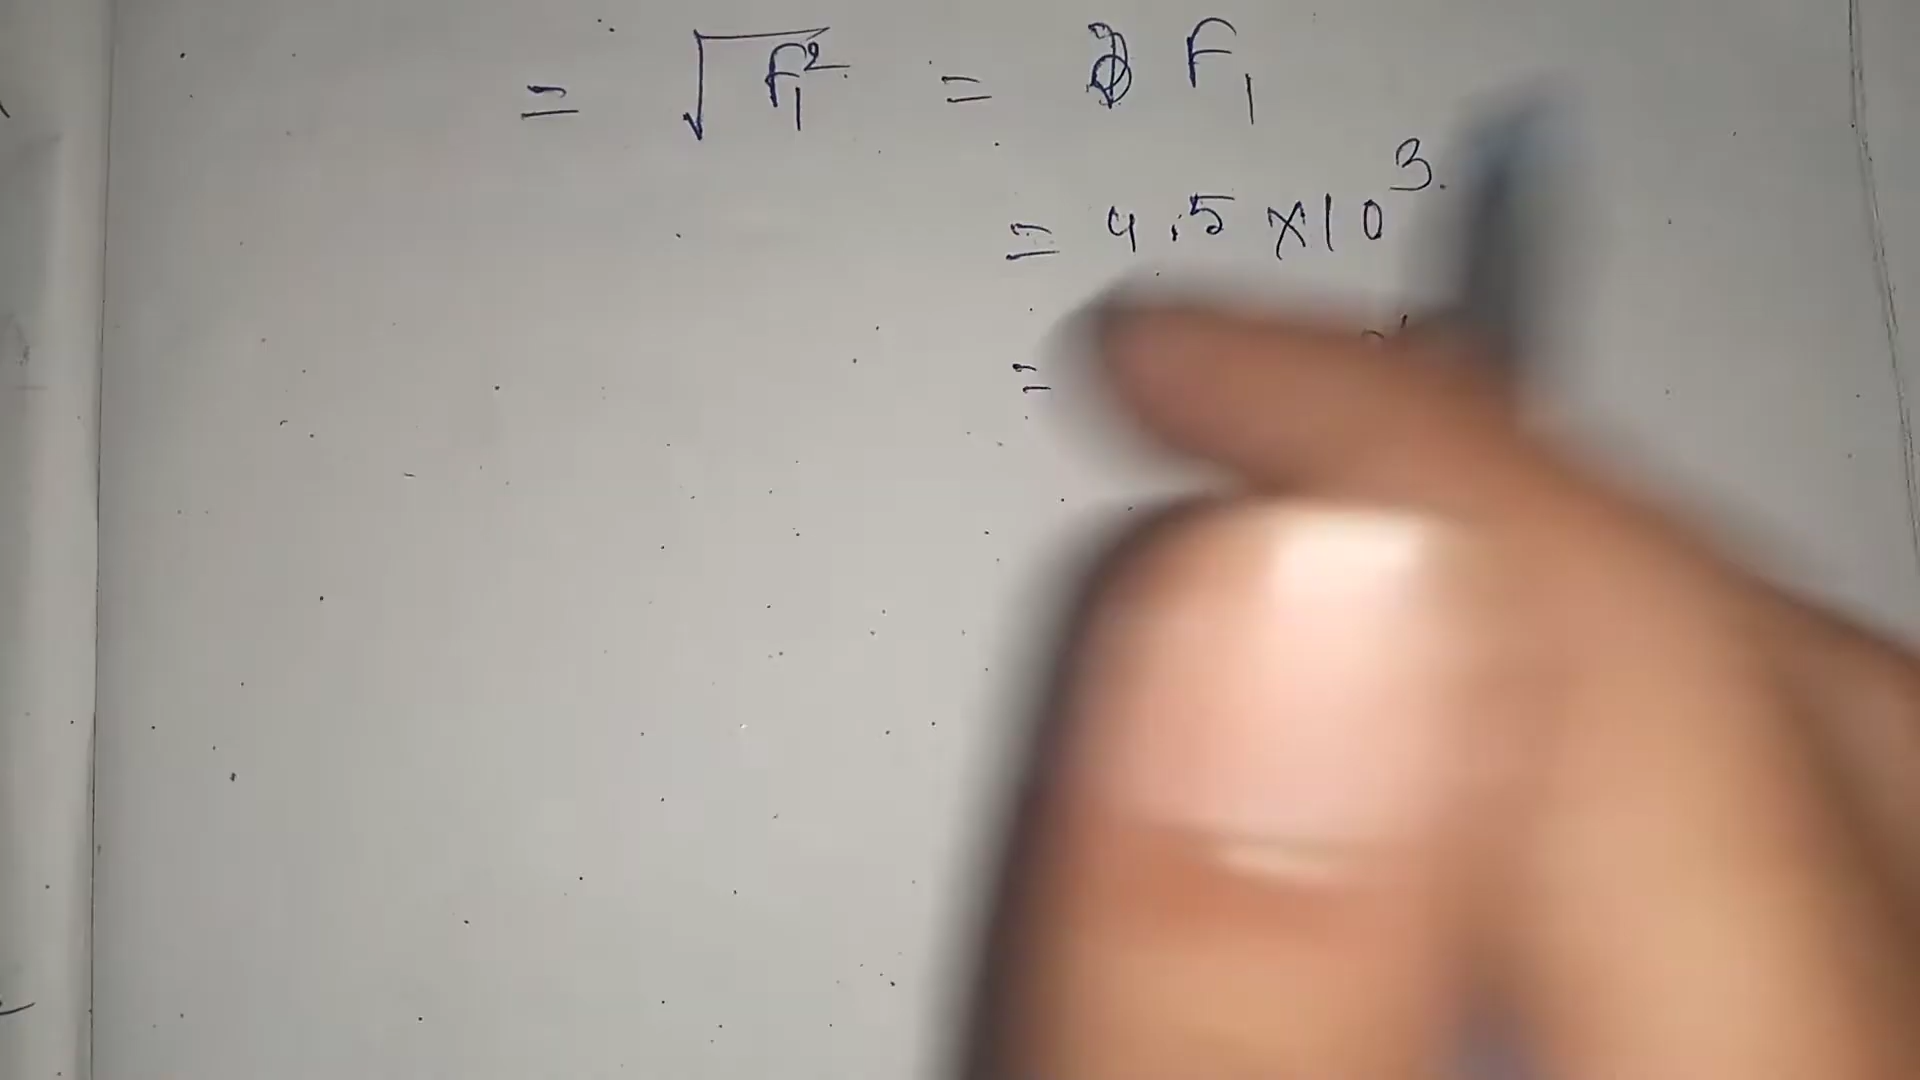 = √F₁² = F₁
= 4.5 × 10³
=